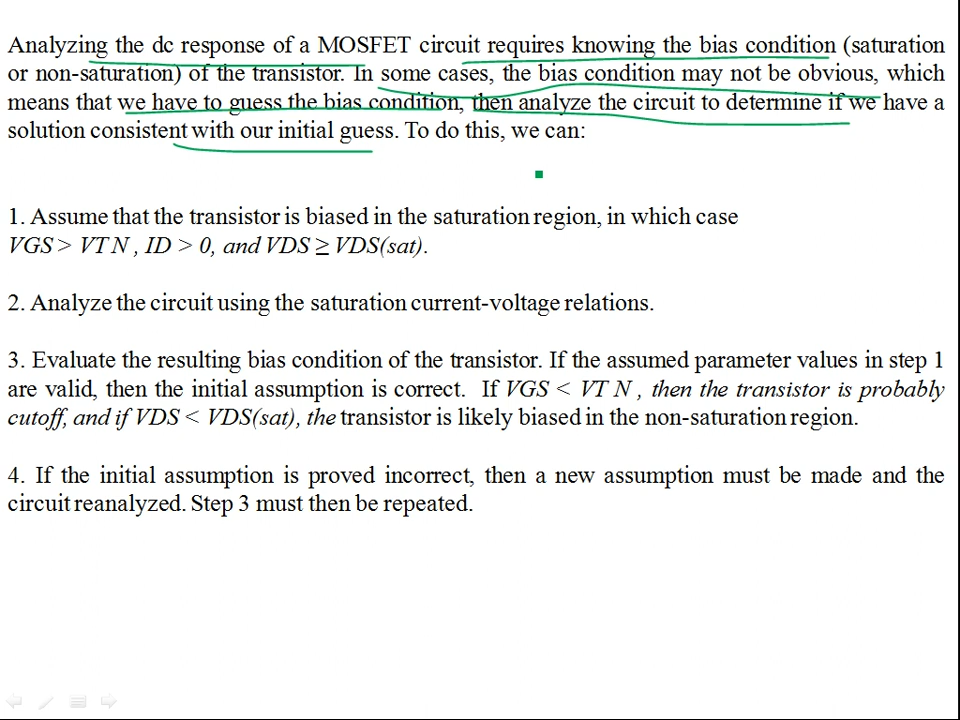 Analyzing the dc response of a MOSFET circuit requires knowing the bias condition (saturation
or non-saturation) of the transistor. In some cases, the bias condition may not be obvious, which
means that we have to guess the bias condition, then analyze the circuit to determine if we have a
solution consistent with our initial guess. To do this, we can:
1. Assume that the transistor is biased in the saturation region, in which case
VGS > VT N , ID > 0, and VDS ≥ VDS(sat).
2. Analyze the circuit using the saturation current-voltage relations.
3. Evaluate the resulting bias condition of the transistor. If the assumed parameter values in step 1
are valid, then the initial assumption is correct. If VGS < VT N , then the transistor is probably
cutoff, and if VDS < VDS(sat), the transistor is likely biased in the non-saturation region.
4. If the initial assumption is proved incorrect, then a new assumption must be made and the
circuit reanalyzed. Step 3 must then be repeated.